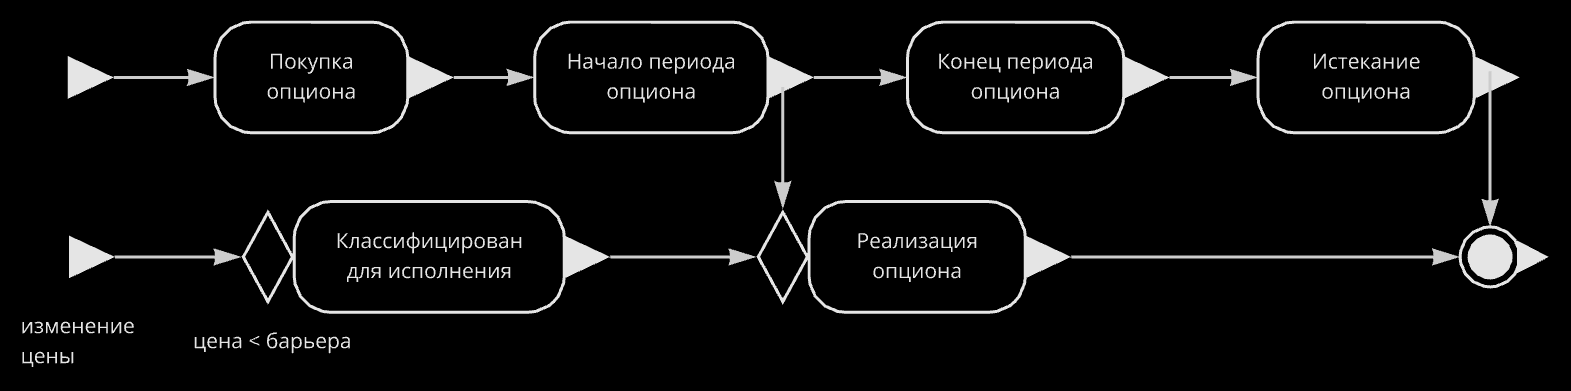 Покупка
опциона
Начало периода
опциона
Конец периода
опциона
Истекание
опциона
Классифицирован
для исполнения
Реализация
опциона
изменение
цены
цена < барьера